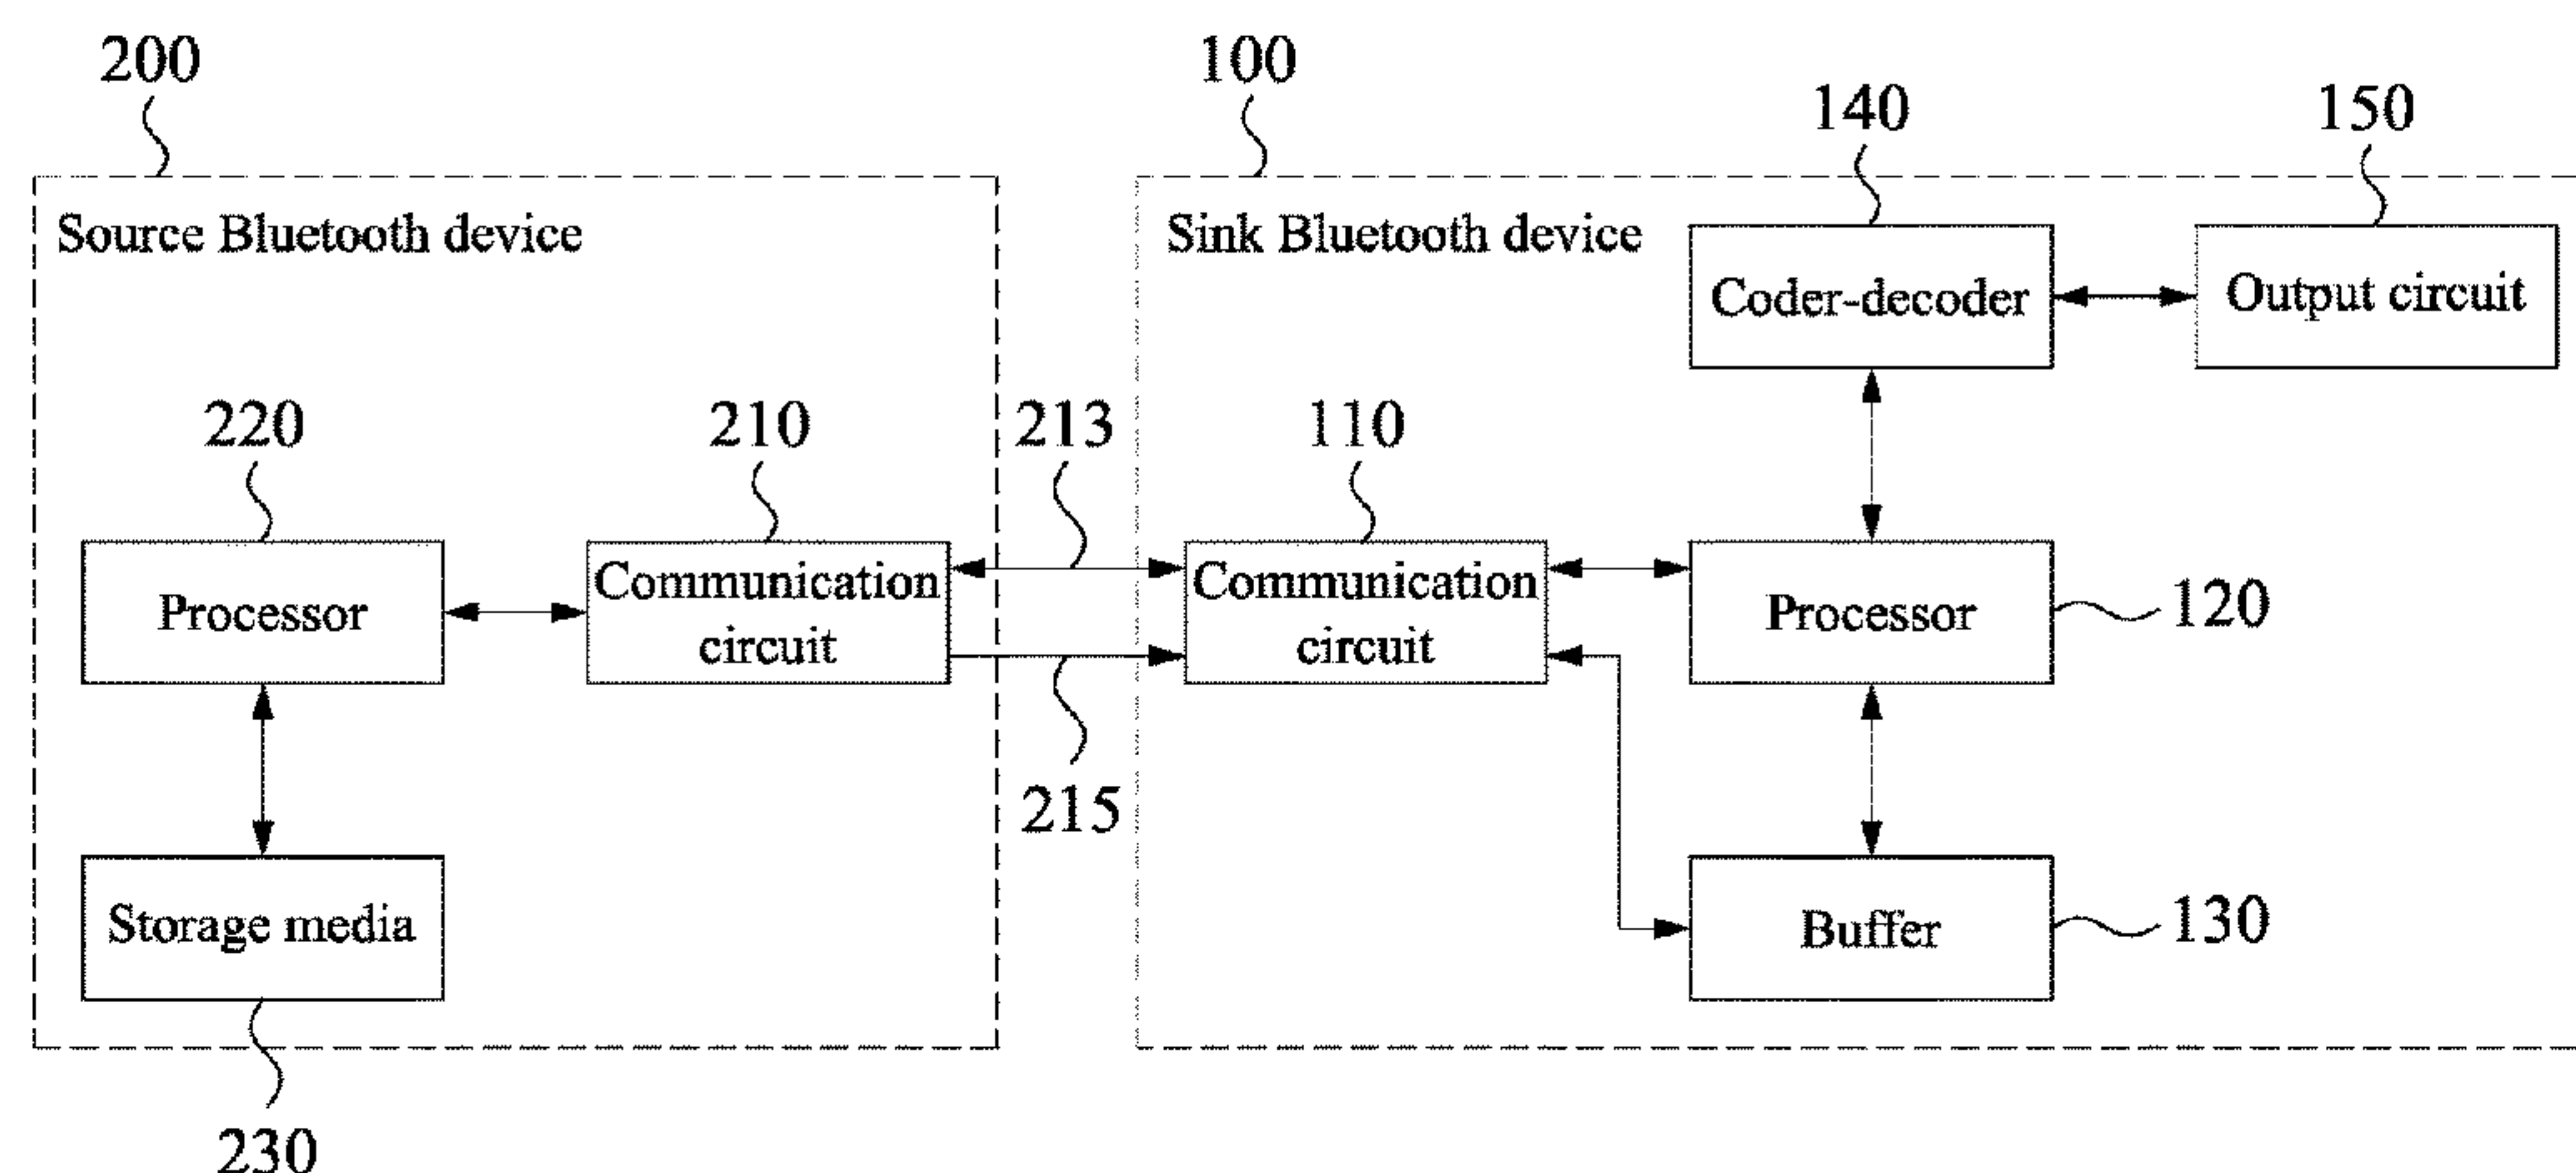 200
100
140
150
Source Bluetooth device
Sink Bluetooth device
Coder-decoder
Output circuit
220
210
213
110
Processor
Communication
circuit
Communication
circuit
Processor
120
215
Storage media
Buffer
130
230